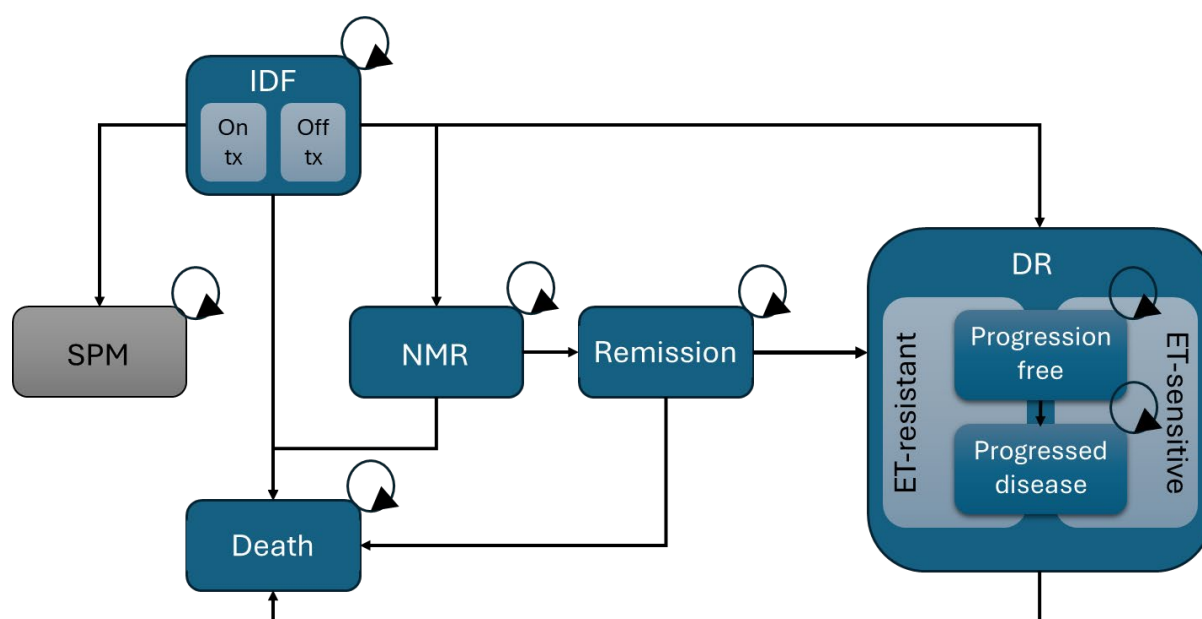 IDF
On
tx
Off
tx
DR
SPM
NMR
Remission
ET-resistant
Progression
free
Progressed
disease
ET-sensitive
Death